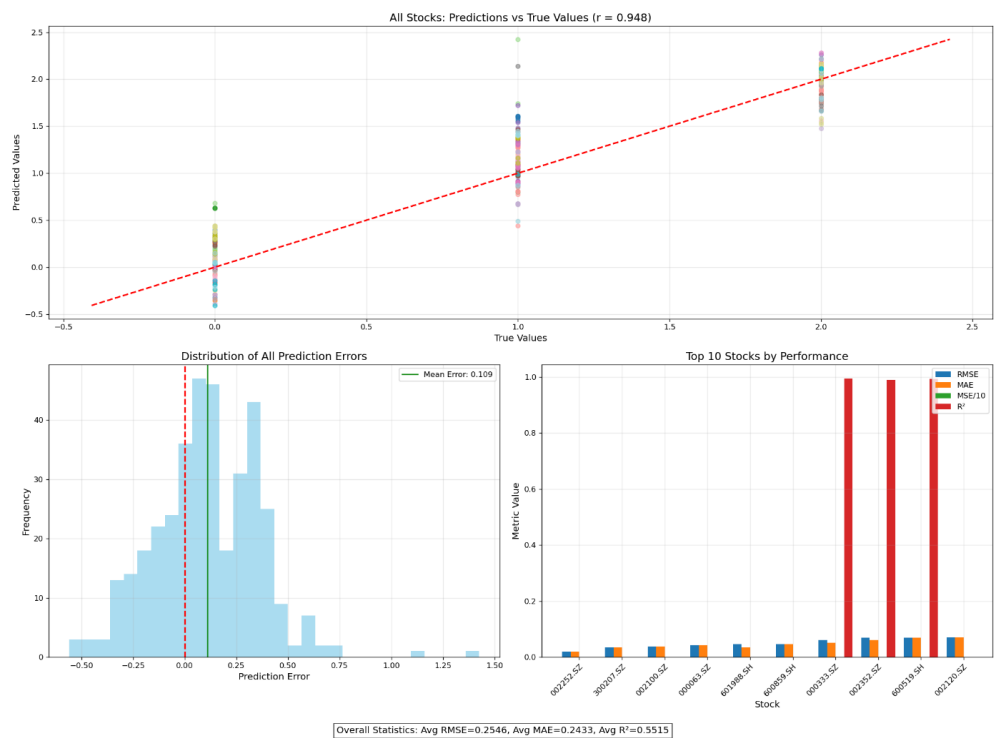 All Stocks: Predictions vs True Values (r = 0.948)
2.5
2.0
1.5
1.0
0.5
0.0
−0.5
Predicted Values
−0.5
0.0
0.5
1.0
1.5
2.0
2.5
True Values
Distribution of All Prediction Errors
Mean Error: 0.109
40
30
20
10
0
Frequency
−0.50
−0.25
0.00
0.25
0.50
0.75
1.00
1.25
1.50
Prediction Error
Top 10 Stocks by Performance
RMSE
MAE
MSE/10
R²
1.0
0.8
0.6
0.4
0.2
0.0
Metric Value
002252.SZ
300207.SZ
002100.SZ
000063.SZ
601988.SH
600859.SH
000333.SZ
002352.SZ
600519.SH
002120.SZ
Stock
Overall Statistics: Avg RMSE=0.2546, Avg MAE=0.2433, Avg R²=0.5515